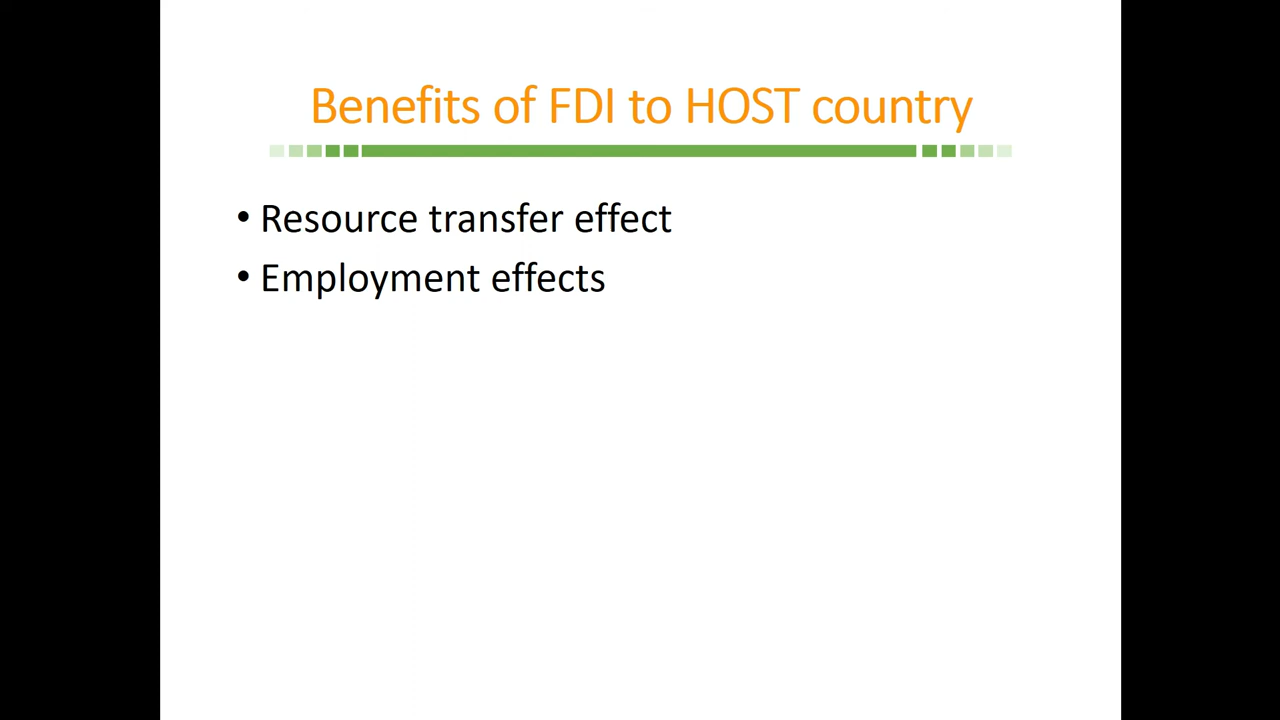 Benefits of FDI to HOST country
• Resource transfer effect
• Employment effects